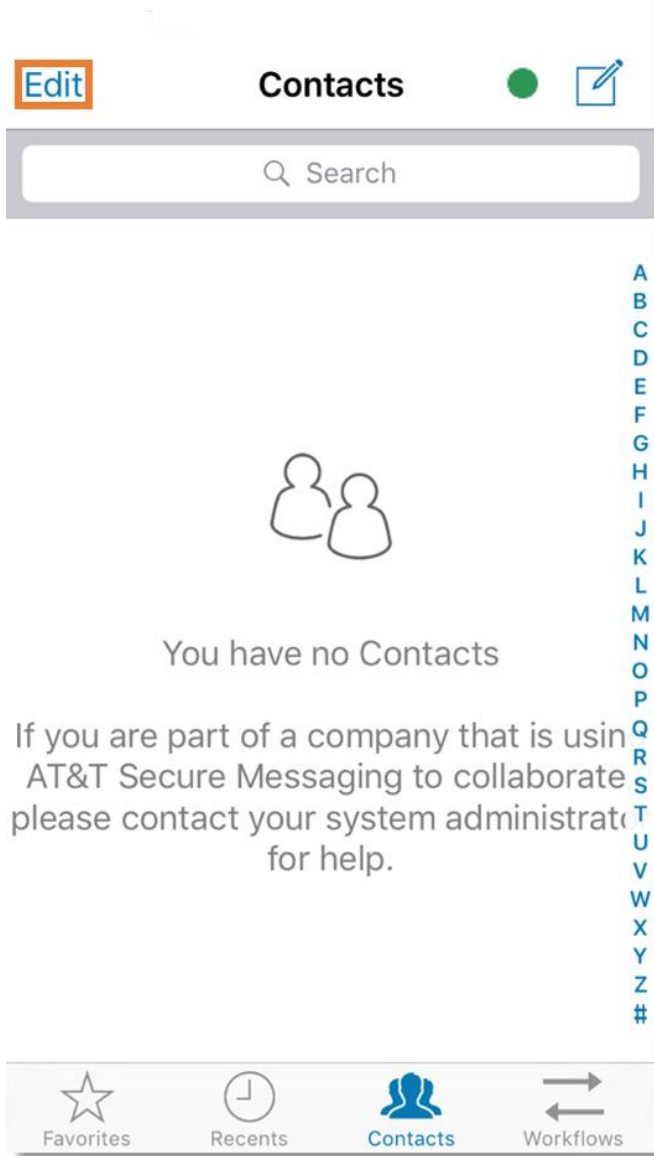 Edit
Contacts
Search
A
B
C
D
E
F
G
H
I
J
K
L
M
N
O
P
Q
R
S
T
U
V
W
X
Y
Z
#
You have no Contacts
If you are part of a company that is usin
AT&T Secure Messaging to collaborate
please contact your system administrato
for help.
Favorites
Recents
Contacts
Workflows